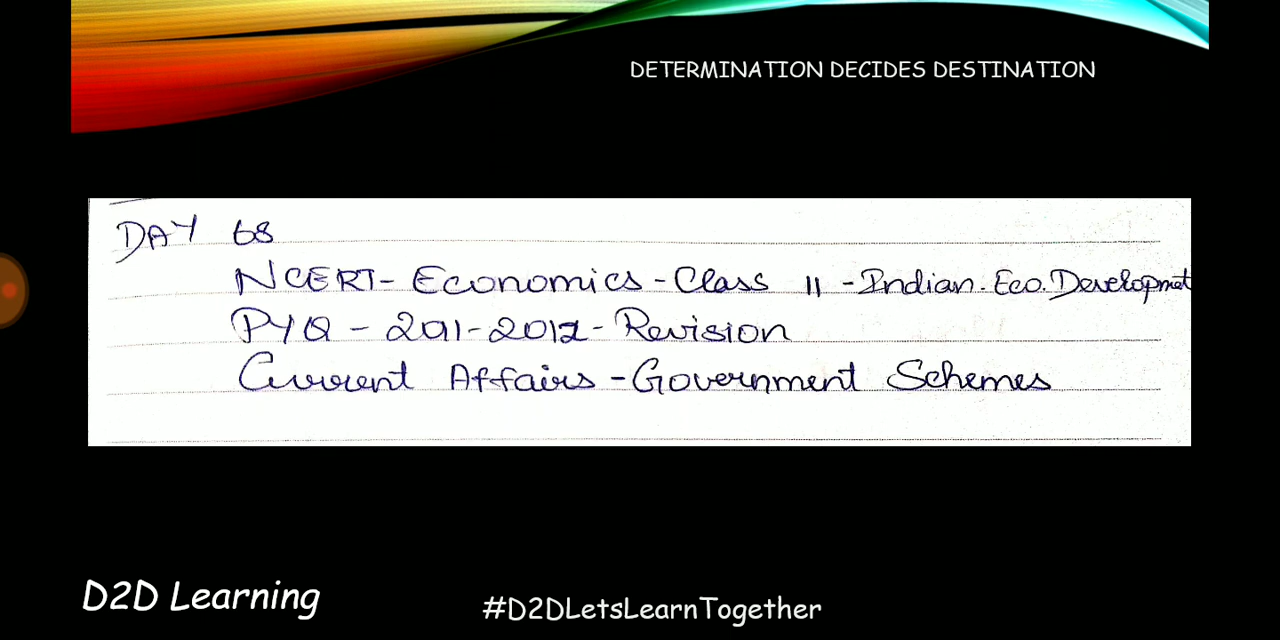 DETERMINATION DECIDES DESTINATION
DAY 68
NCERT- Economics - Class 11 - Indian. Eco. Developmet
PYQ - 2011-2012 - Revision
Current Affairs - Government Schemes
D2D Learning
#D2DLetsLearnTogether